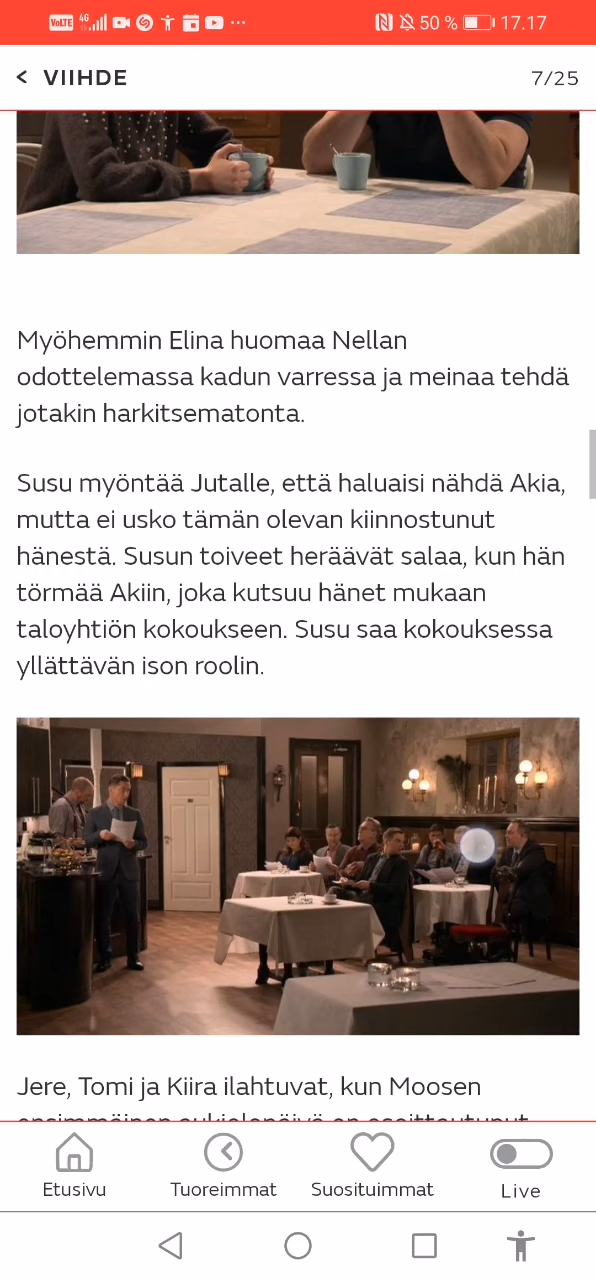 VoLTE 4G 50 % 17.17
< VIIHDE 7/25
Myöhemmin Elina huomaa Nellan
odottelemassa kadun varressa ja meinaa tehdä
jotakin harkitsematonta.
Susu myöntää Jutalle, että haluaisi nähdä Akia,
mutta ei usko tämän olevan kiinnostunut
hänestä. Susun toiveet heräävät salaa, kun hän
törmää Akiin, joka kutsuu hänet mukaan
taloyhtiön kokoukseen. Susu saa kokouksessa
yllättävän ison roolin.
Jere, Tomi ja Kiira ilahtuvat, kun Moosen
Etusivu Tuoreimmat Suosituimmat Live